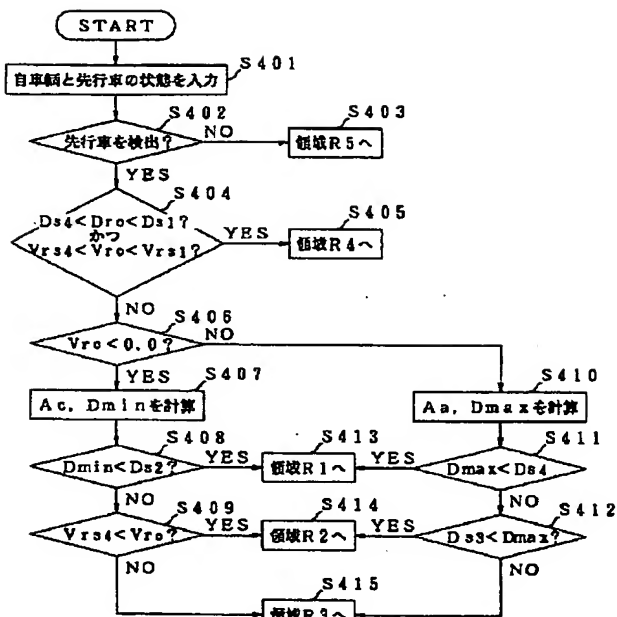 START
S401
自車輌と先行車の状態を入力
S402
先行車を検出?
NO
S403
領域R5へ
YES
S404
Ds4<Dro<Ds1?
かつ
Vrs4<Vro<Vrs1?
YES
S405
領域R4へ
NO
S406
Vro<0.0?
NO
YES
S407
Ac, Dminを計算
S410
Aa, Dmaxを計算
S408
Dmin<Ds2?
YES
S413
領域R1へ
YES
S411
Dmax<Ds4
NO
NO
S409
Vrs4<Vro?
YES
S414
領域R2へ
YES
S412
Ds3<Dmax?
NO
NO
S415
領域R3へ